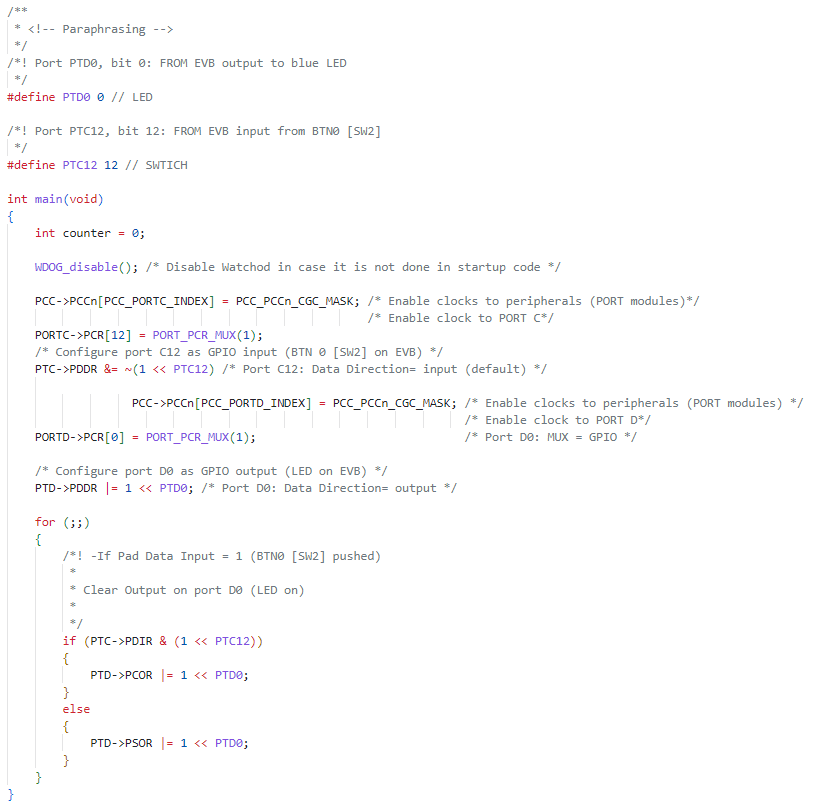 /**
 * <!-- Paraphrasing -->
 */
/*! Port PTD0, bit 0: FROM EVB output to blue LED
 */
#define PTD0 0 // LED

/*! Port PTC12, bit 12: FROM EVB input from BTN0 [SW2]
 */
#define PTC12 12 // SWTICH

int main(void)
{
    int counter = 0;

    WDOG_disable(); /* Disable Watchod in case it is not done in startup code */

    PCC->PCCn[PCC_PORTC_INDEX] = PCC_PCCn_CGC_MASK; /* Enable clocks to peripherals (PORT modules)*/
                                                    /* Enable clock to PORT C*/
    PORTC->PCR[12] = PORT_PCR_MUX(1);
    /* Configure port C12 as GPIO input (BTN 0 [SW2] on EVB) */
    PTC->PDDR &= ~(1 << PTC12) /* Port C12: Data Direction= input (default) */

                  PCC->PCCn[PCC_PORTD_INDEX] = PCC_PCCn_CGC_MASK; /* Enable clocks to peripherals (PORT modules) */
                                                                  /* Enable clock to PORT D*/
    PORTD->PCR[0] = PORT_PCR_MUX(1);                              /* Port D0: MUX = GPIO */

    /* Configure port D0 as GPIO output (LED on EVB) */
    PTD->PDDR |= 1 << PTD0; /* Port D0: Data Direction= output */

    for (;;)
    {
        /*! -If Pad Data Input = 1 (BTN0 [SW2] pushed)
         *
         * Clear Output on port D0 (LED on)
         *
         */
        if (PTC->PDIR & (1 << PTC12))
        {
            PTD->PCOR |= 1 << PTD0;
        }
        else
        {
            PTD->PSOR |= 1 << PTD0;
        }
    }
}